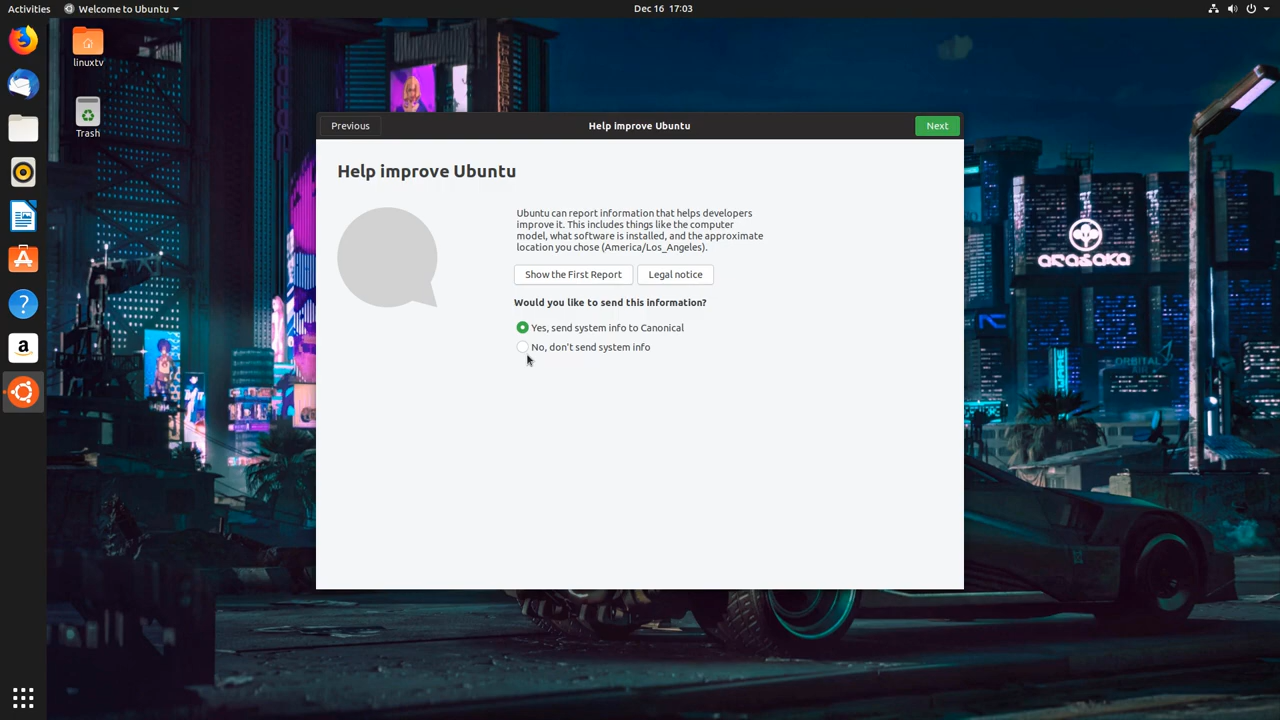 Activities
Welcome to Ubuntu
Dec 16 17:03
linuxtv
Trash
Previous
Help improve Ubuntu
Next
Help improve Ubuntu
Ubuntu can report information that helps developers
improve it. This includes things like the computer
model, what software is installed, and the approximate
location you chose (America/Los_Angeles).
Show the First Report
Legal notice
Would you like to send this information?
Yes, send system info to Canonical
No, don't send system info
arasaka
ORBITAL